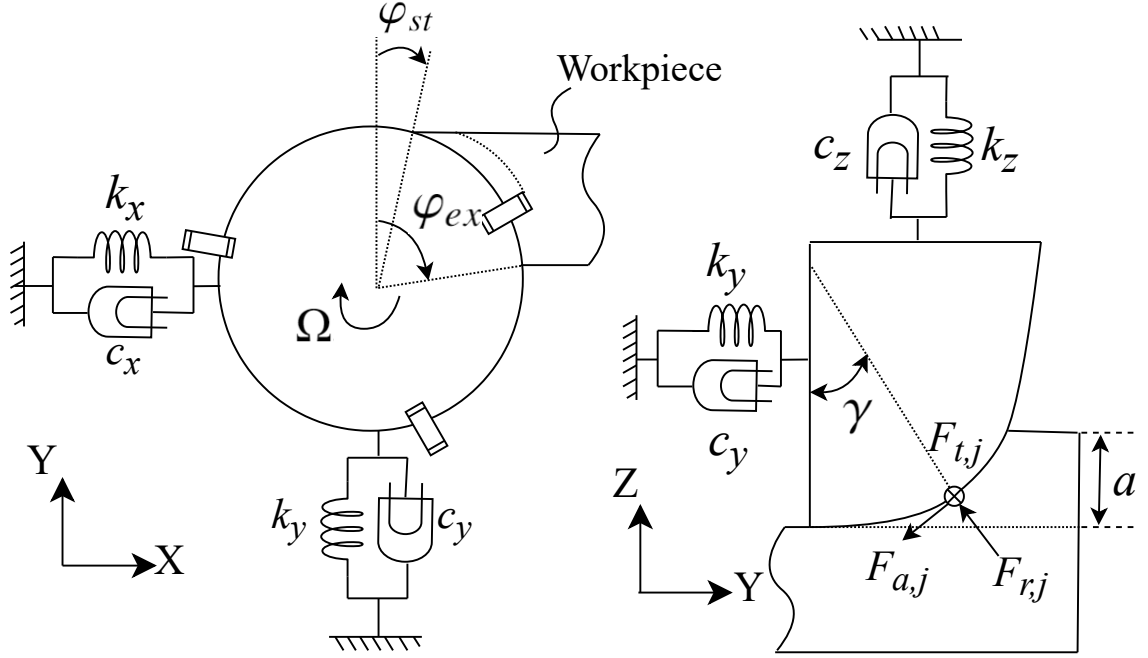 φst
Workpiece
kx
φex
Ω
cx
Y
X
ky
cy
cz
kz
ky
γ
cy
Ft,j
a
Z
Fa,j
Fr,j
Y